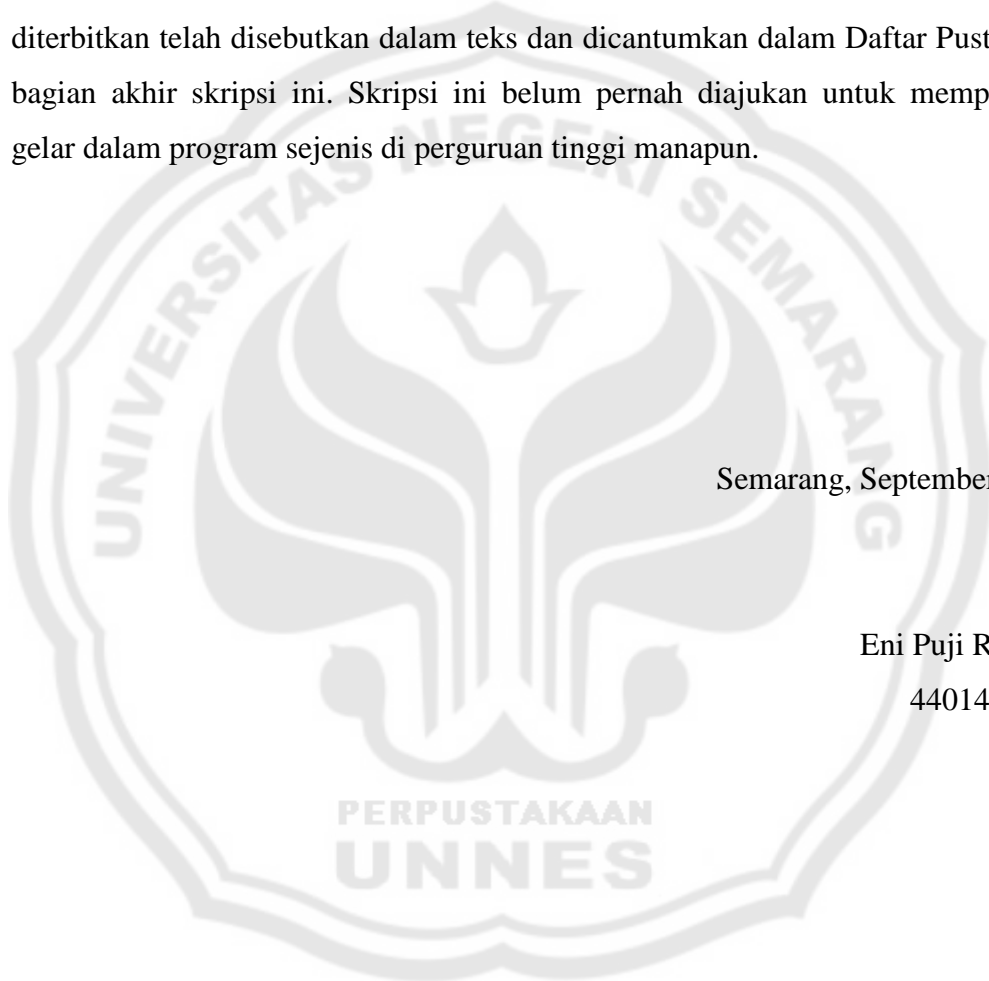 diterbitkan telah disebutkan dalam teks dan dicantumkan dalam Daftar Pust
bagian akhir skripsi ini. Skripsi ini belum pernah diajukan untuk memp
gelar dalam program sejenis di perguruan tinggi manapun.
UNIVERSITAS NEGERI SEMARANG
Semarang, September
Eni Puji R
44014
PERPUSTAKAAN
UNNES